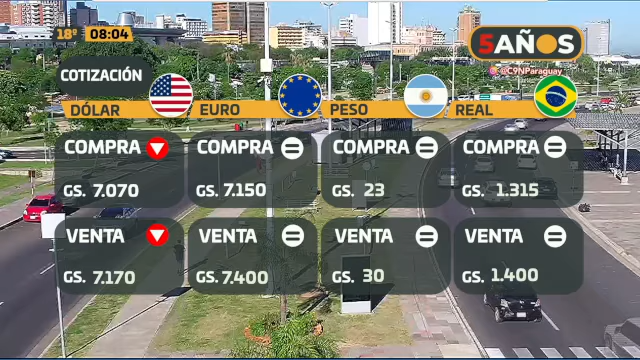 18° 08:04
5AÑOS
@C9NParaguay
COTIZACIÓN
DÓLAR EURO PESO REAL
COMPRA COMPRA COMPRA COMPRA
GS. 7.070 GS. 7.150 GS. 23 GS. 1.315
VENTA VENTA VENTA VENTA
GS. 7.170 GS. 7.400 GS. 30 GS. 1.400